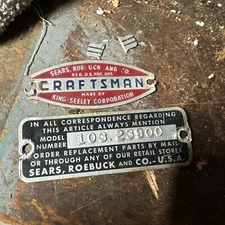 SEARS, ROEBUCK AND CO.
REG. U.S. PAT. OFF.
CRAFTSMAN
MADE BY
KING-SEELEY CORPORATION
IN ALL CORRESPONDENCE REGARDING
THIS ARTICLE ALWAYS MENTION
MODEL
NUMBER 103.23900
ORDER REPLACEMENT PARTS BY MAIL
OR THROUGH ANY OF OUR RETAIL STORES
SEARS, ROEBUCK AND CO.-U.S.A.